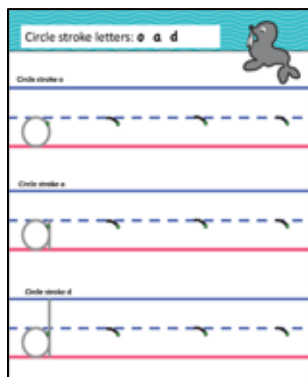 Circle stroke letters: o a d
Circle stroke o
o
Circle stroke a
a
Circle stroke d
d